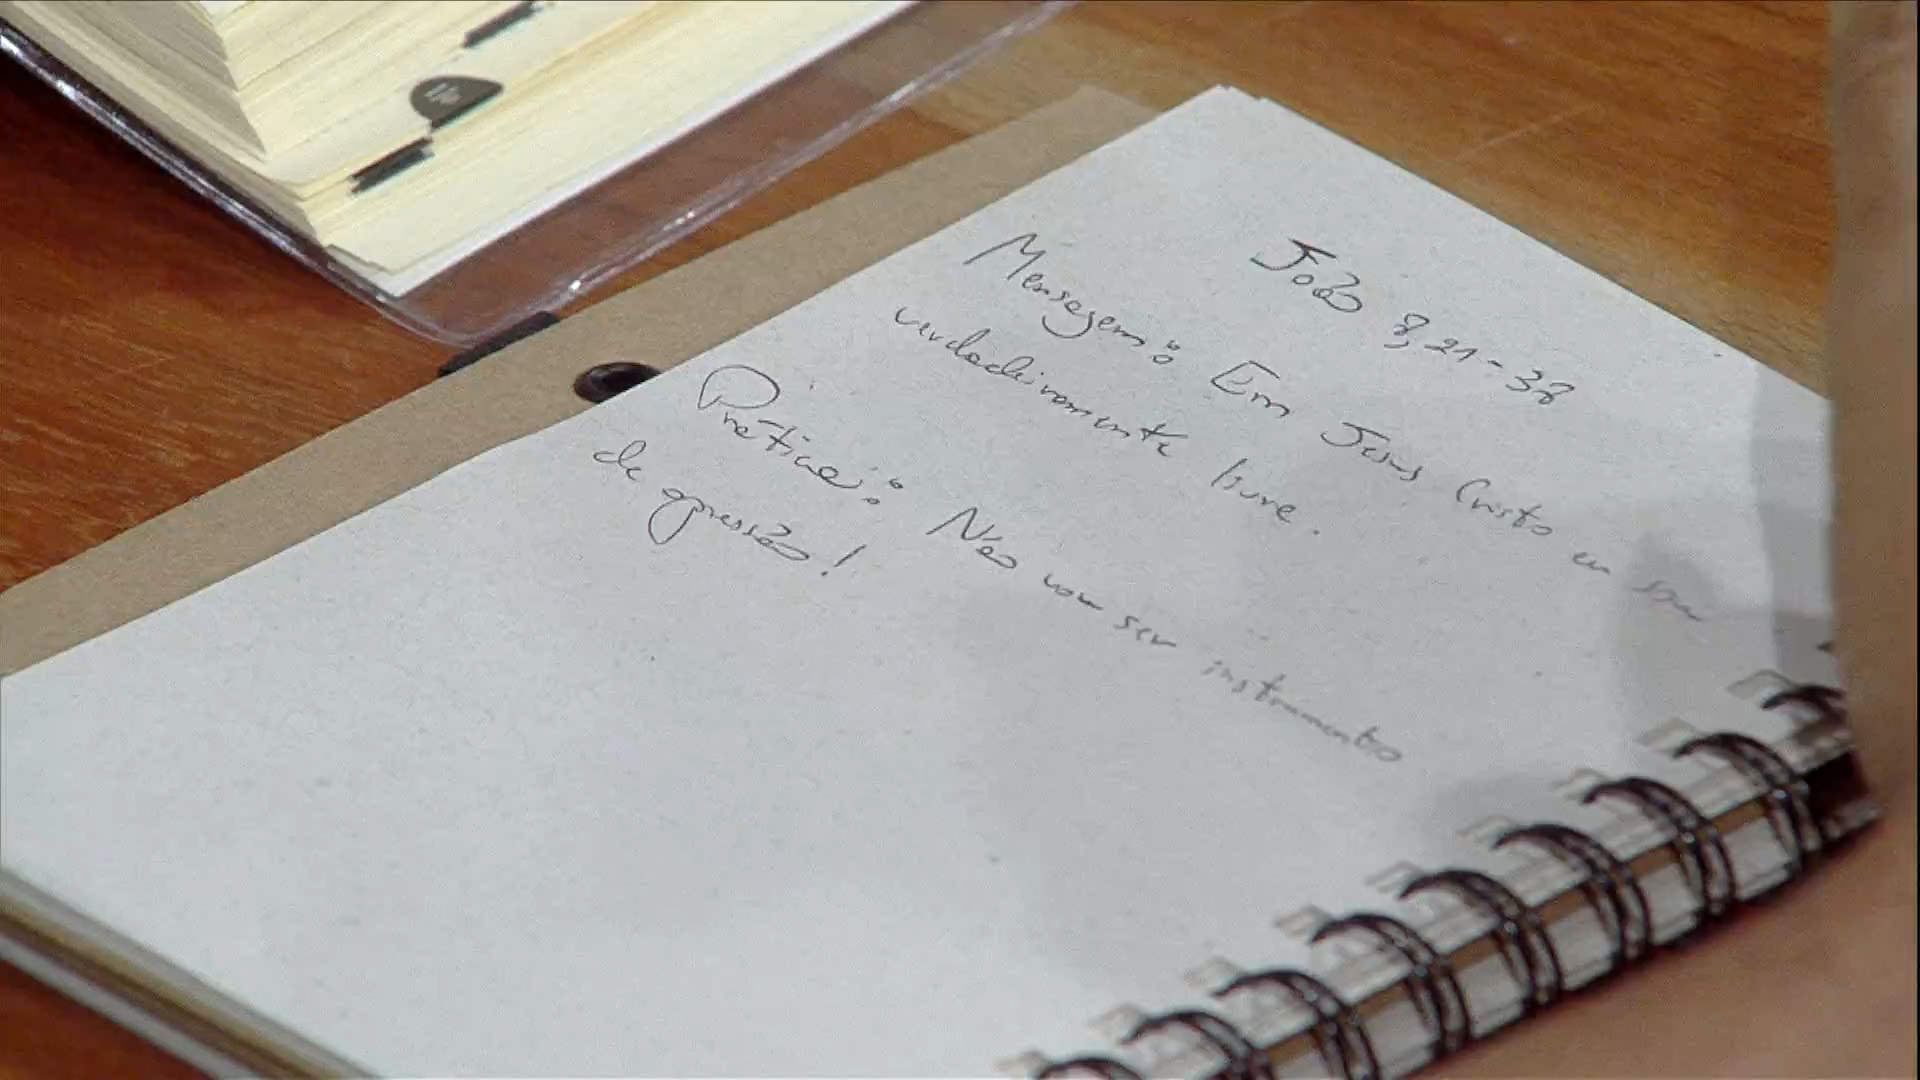 João 8,21-38
Mensagem: Em Jesus Cristo eu sou
verdadeiramente livre.
Prática: Não vou ser instrumento
de opressão!